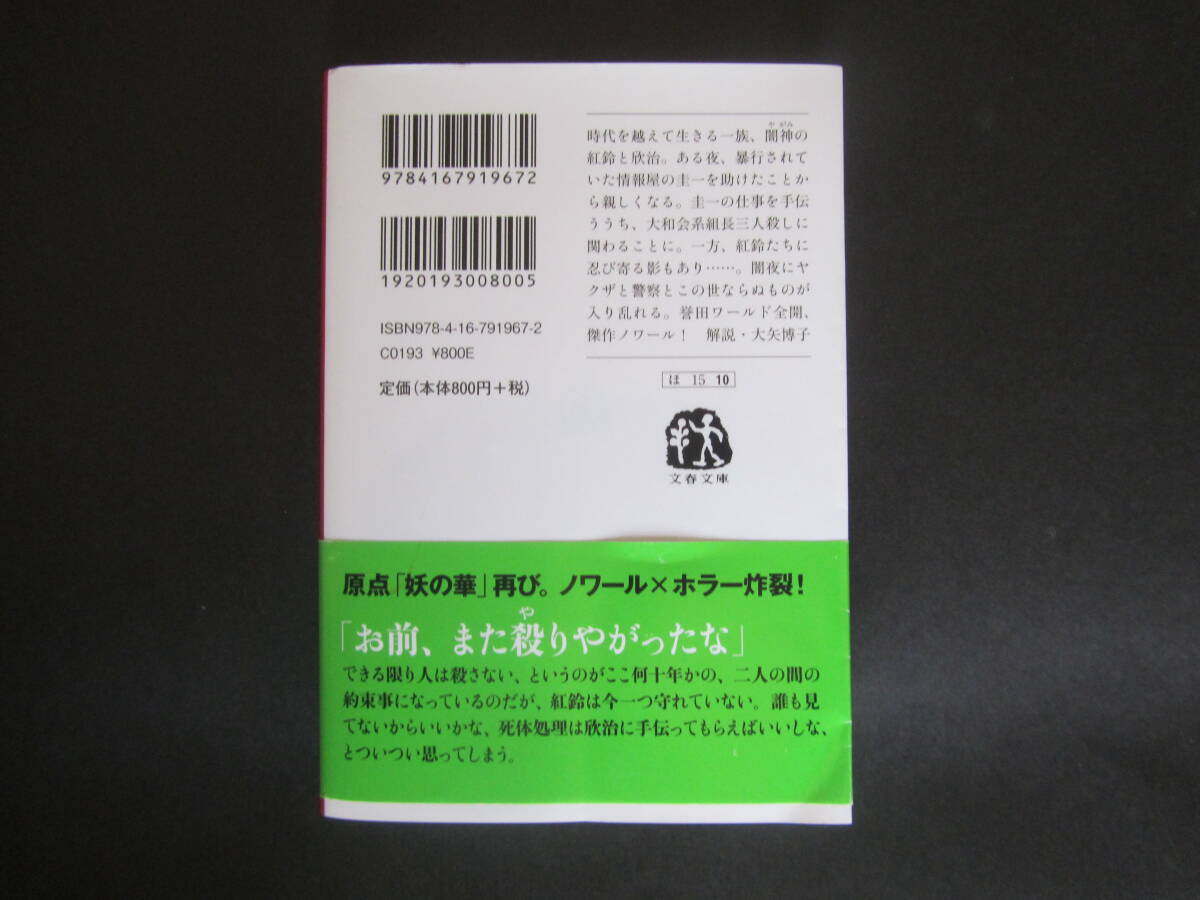 9784167919672
1920193008005
ISBN978-4-16-791967-2
C0193 ¥800E
定価(本体800円+税)
やがみ
時代を越えて生きる一族、闇神の
紅鈴と欣治。ある夜、暴行されて
いた情報屋の圭一を助けたことか
ら親しくなる。圭一の仕事を手伝
ううち、大和会系組長三人殺しに
関わることに。一方、紅鈴たちに
忍び寄る影もあり……。闇夜にヤ
クザと警察とこの世ならぬものが
入り乱れる。誉田ワールド全開、
傑作ノワール! 解説・大矢博子
ほ 15 10
文春文庫
原点「妖の華」再び。ノワール×ホラー炸裂!
や
「お前、また殺りやがったな」
できる限り人は殺さない、というのがここ何十年かの、二人の間の
約束事になっているのだが、紅鈴は今一つ守れていない。誰も見
てないからいいかな、死体処理は欣治に手伝ってもらえばいいしな、
とついつい思ってしまう。